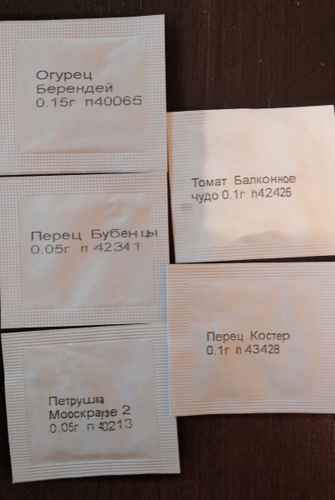 Огурец
Берендей
0.15г п40065
Томат Балконное
чудо 0.1г п42425
Перец Бубенцы
0.05г п 42341
Перец Костер
0.1г п 43428
Петрушка
Мооскраузе 2
0.05г п 40213